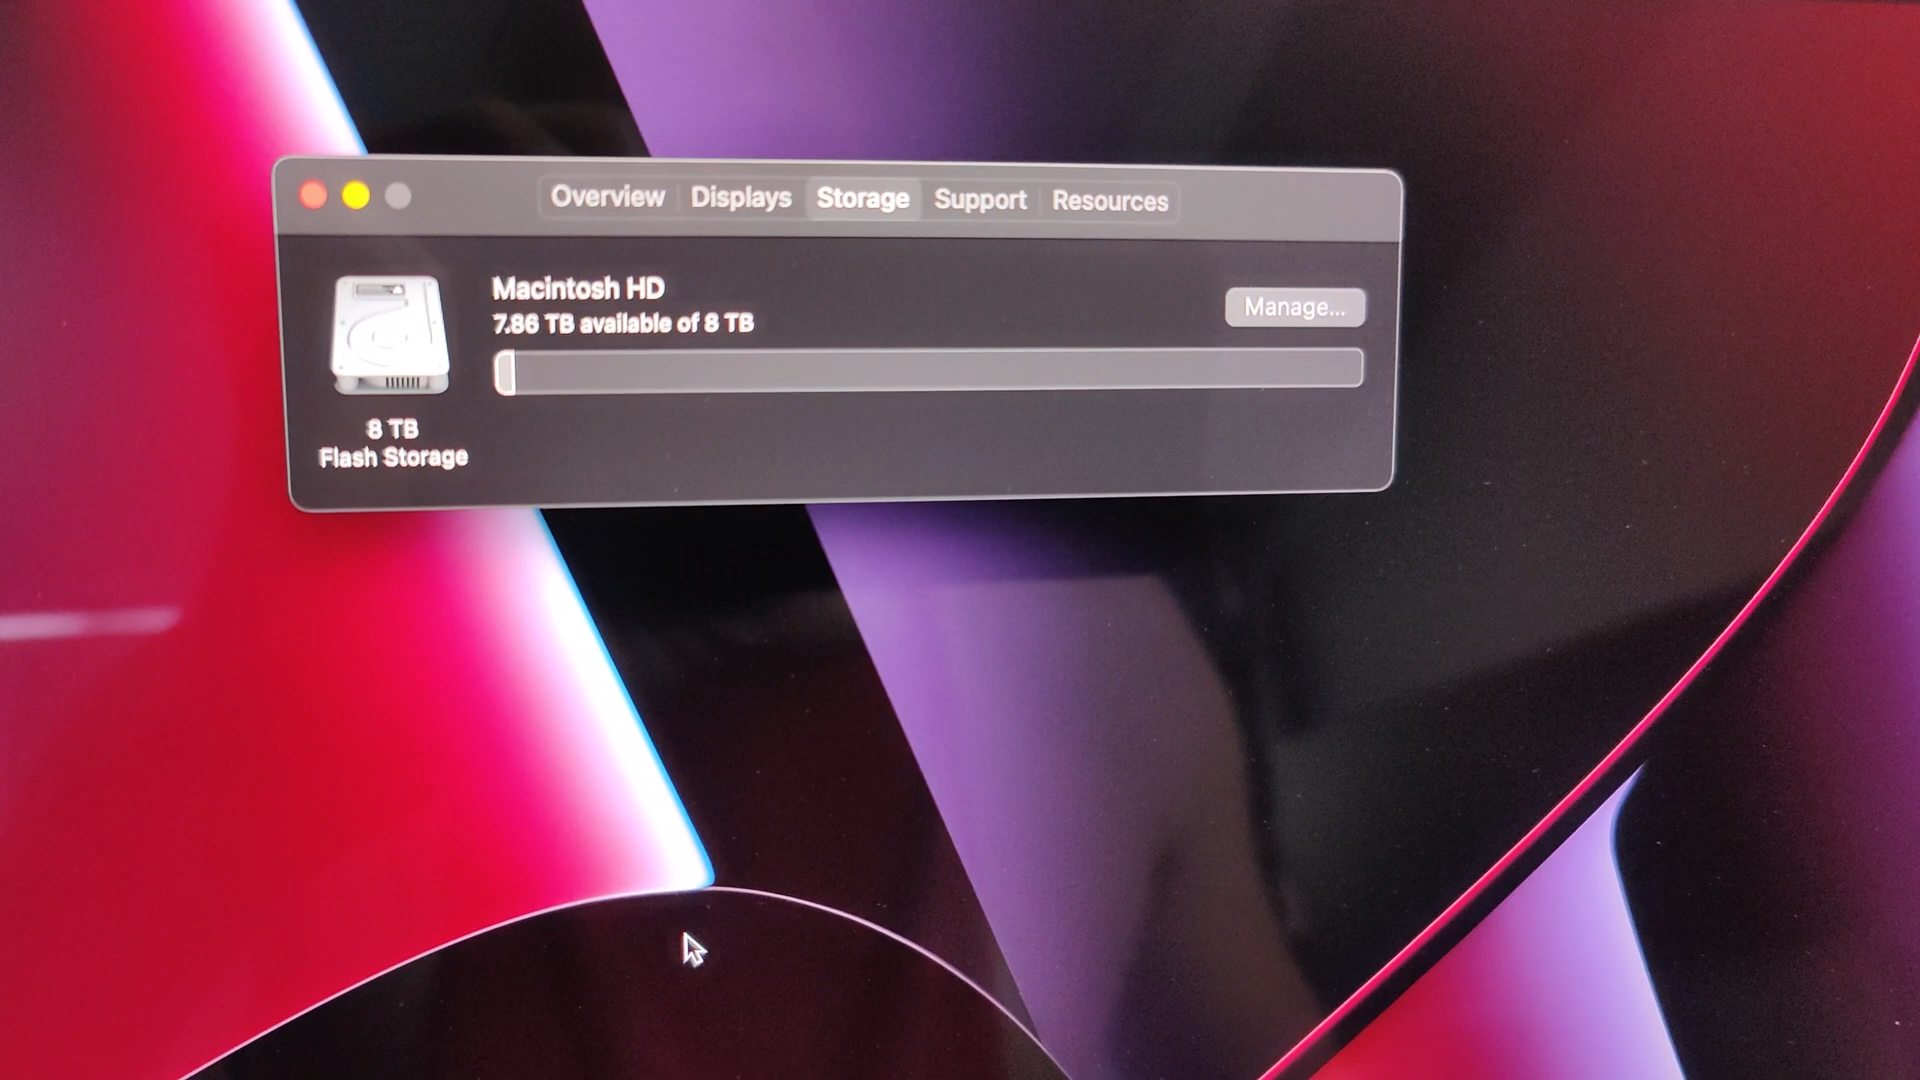 Overview Displays Storage Support Resources
Macintosh HD
7.86 TB available of 8 TB
Manage...
8 TB
Flash Storage